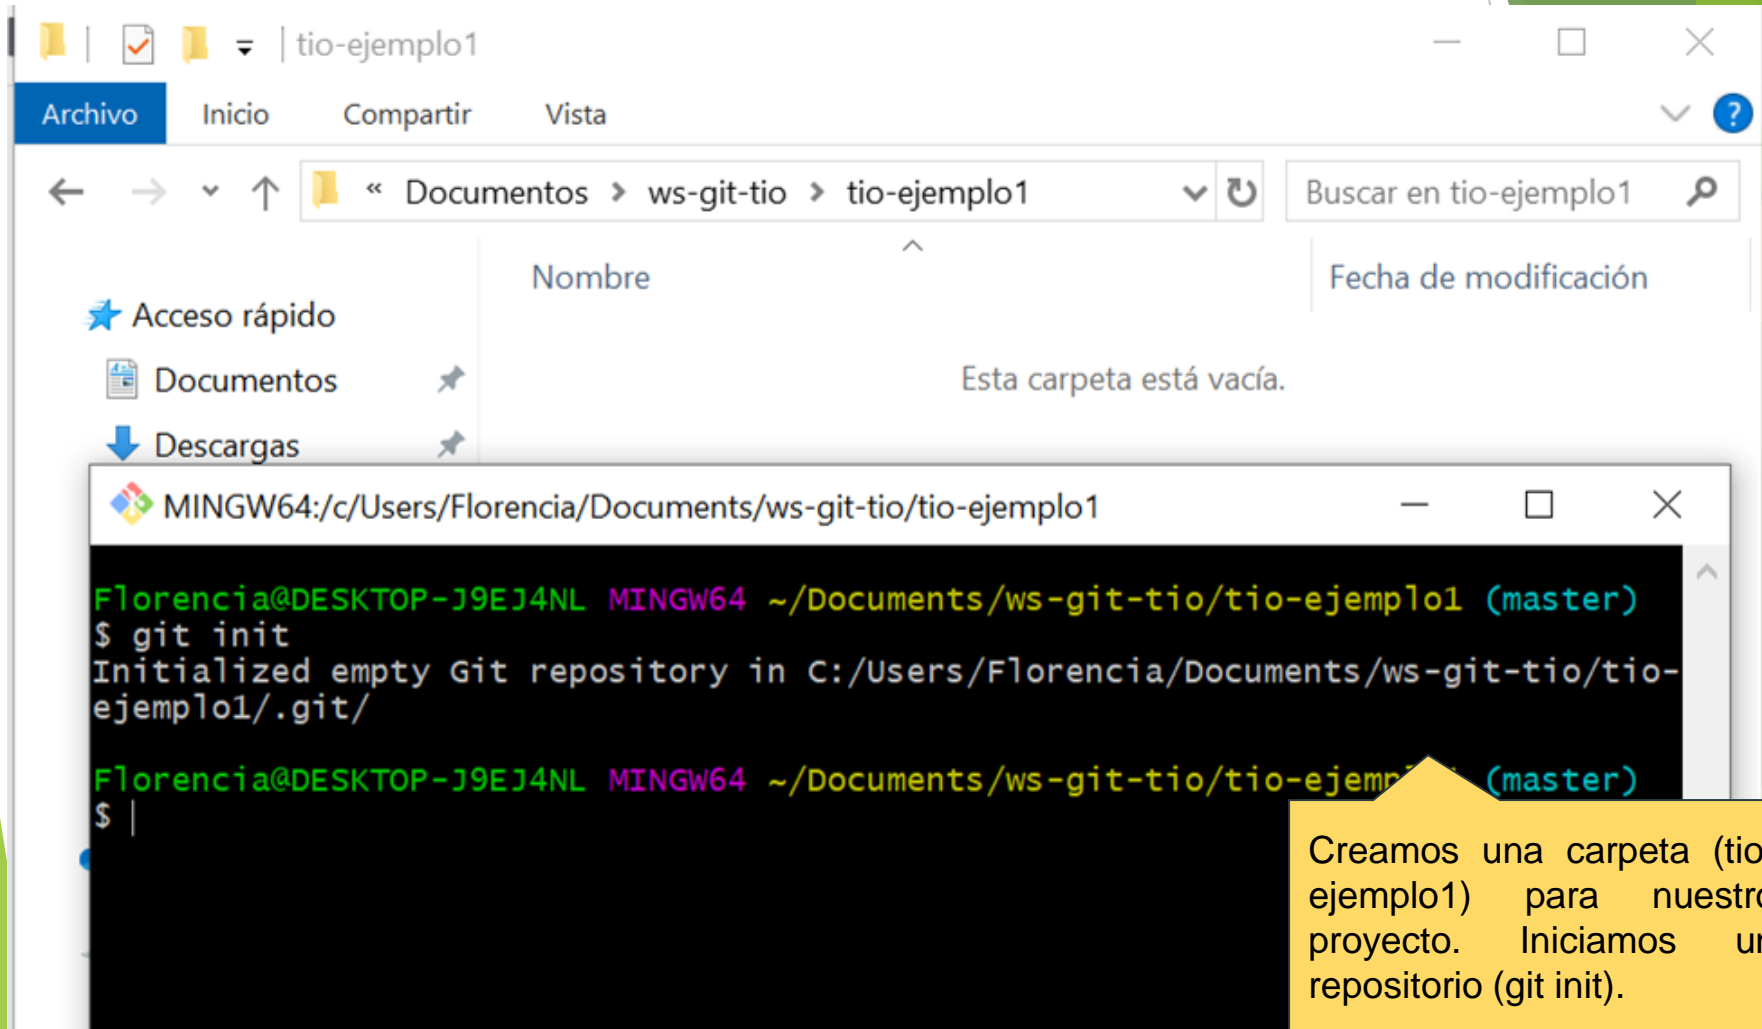 tio-ejemplo1
Archivo Inicio Compartir Vista
« Documentos > ws-git-tio > tio-ejemplo1 Buscar en tio-ejemplo1
Nombre Fecha de modificación
Acceso rápido
Documentos Esta carpeta está vacía.
Descargas
MINGW64:/c/Users/Florencia/Documents/ws-git-tio/tio-ejemplo1
Florencia@DESKTOP-J9EJ4NL MINGW64 ~/Documents/ws-git-tio/tio-ejemplo1 (master)
$ git init
Initialized empty Git repository in C:/Users/Florencia/Documents/ws-git-tio/tio-
ejemplo1/.git/
Florencia@DESKTOP-J9EJ4NL MINGW64 ~/Documents/ws-git-tio/ (master)
$
Creamos una carpeta (tio
ejemplo1) para nuestro
proyecto. Iniciamos un
repositorio (git init).